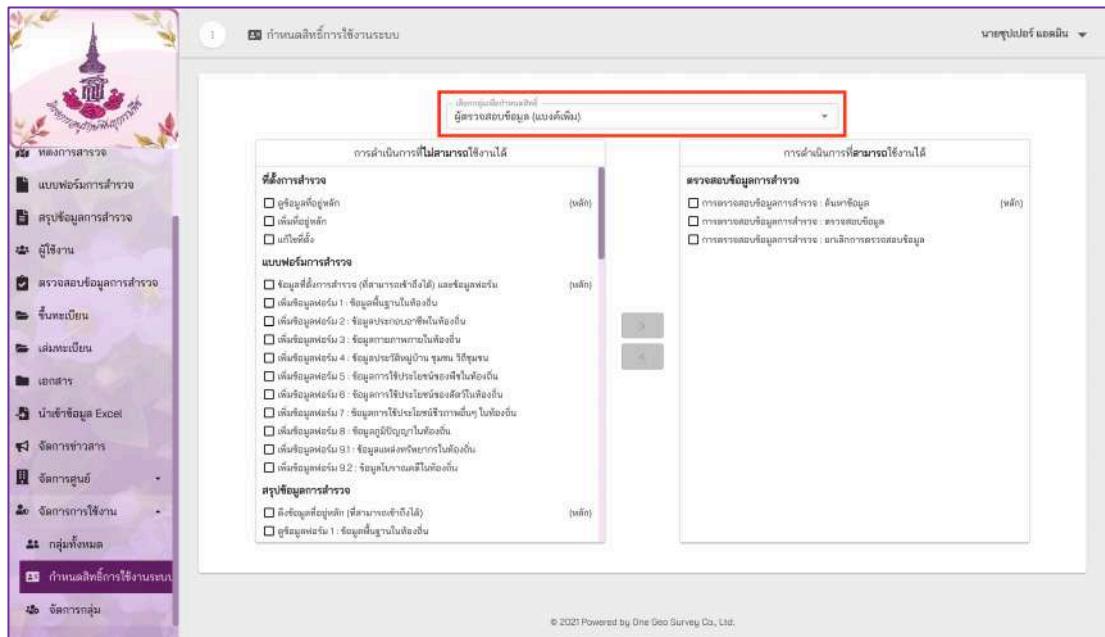 กำหนดสิทธิ์การใช้งานระบบ
นายซุปเปอร์ แอดมิน
เลือกกลุ่มเพื่อกำหนดสิทธิ์
ผู้ตรวจสอบข้อมูล (แบงค์เพิ่ม)
แบบฟอร์มการสำรวจ
สรุปข้อมูลการสำรวจ
ผู้ใช้งาน
ตรวจสอบข้อมูลการสำรวจ
ขึ้นทะเบียน
เล่มทะเบียน
เอกสาร
นำเข้าข้อมูล Excel
จัดการข่าวสาร
จัดการศูนย์
จัดการการใช้งาน
กลุ่มทั้งหมด
กำหนดสิทธิ์การใช้งานระบบ
จัดการกลุ่ม
การดำเนินการที่ไม่สามารถใช้งานได้
ที่ตั้งการสำรวจ
ดูข้อมูลที่อยู่หลัก (หลัก)
เพิ่มที่อยู่หลัก
แก้ไขที่ตั้ง
แบบฟอร์มการสำรวจ
ข้อมูลที่ตั้งการสำรวจ (ที่สามารถเข้าถึงได้) และข้อมูลฟอร์ม (หลัก)
เพิ่มข้อมูลฟอร์ม 1 : ข้อมูลพื้นฐานในท้องถิ่น
เพิ่มข้อมูลฟอร์ม 2 : ข้อมูลประกอบอาชีพในท้องถิ่น
เพิ่มข้อมูลฟอร์ม 3 : ข้อมูลกายภาพภายในท้องถิ่น
เพิ่มข้อมูลฟอร์ม 4 : ข้อมูลประวัติหมู่บ้าน ชุมชน วิถีชุมชน
เพิ่มข้อมูลฟอร์ม 5 : ข้อมูลการใช้ประโยชน์ของพืชในท้องถิ่น
เพิ่มข้อมูลฟอร์ม 6 : ข้อมูลการใช้ประโยชน์ของสัตว์ในท้องถิ่น
เพิ่มข้อมูลฟอร์ม 7 : ข้อมูลการใช้ประโยชน์ชีวภาพอื่นๆ ในท้องถิ่น
เพิ่มข้อมูลฟอร์ม 8 : ข้อมูลภูมิปัญญาในท้องถิ่น
เพิ่มข้อมูลฟอร์ม 9.1 : ข้อมูลแหล่งทรัพยากรในท้องถิ่น
เพิ่มข้อมูลฟอร์ม 9.2 : ข้อมูลโบราณคดีในท้องถิ่น
สรุปข้อมูลการสำรวจ
ดึงข้อมูลที่อยู่หลัก (ที่สามารถเข้าถึงได้) (หลัก)
ดูข้อมูลฟอร์ม 1 : ข้อมูลพื้นฐานในท้องถิ่น
การดำเนินการที่สามารถใช้งานได้
ตรวจสอบข้อมูลการสำรวจ
การตรวจสอบข้อมูลการสำรวจ : ค้นหาข้อมูล (หลัก)
การตรวจสอบข้อมูลการสำรวจ : ตรวจสอบข้อมูล
การตรวจสอบข้อมูลการสำรวจ : ยกเลิกการตรวจสอบข้อมูล
© 2021 Powered by One Geo Survey Co., Ltd.